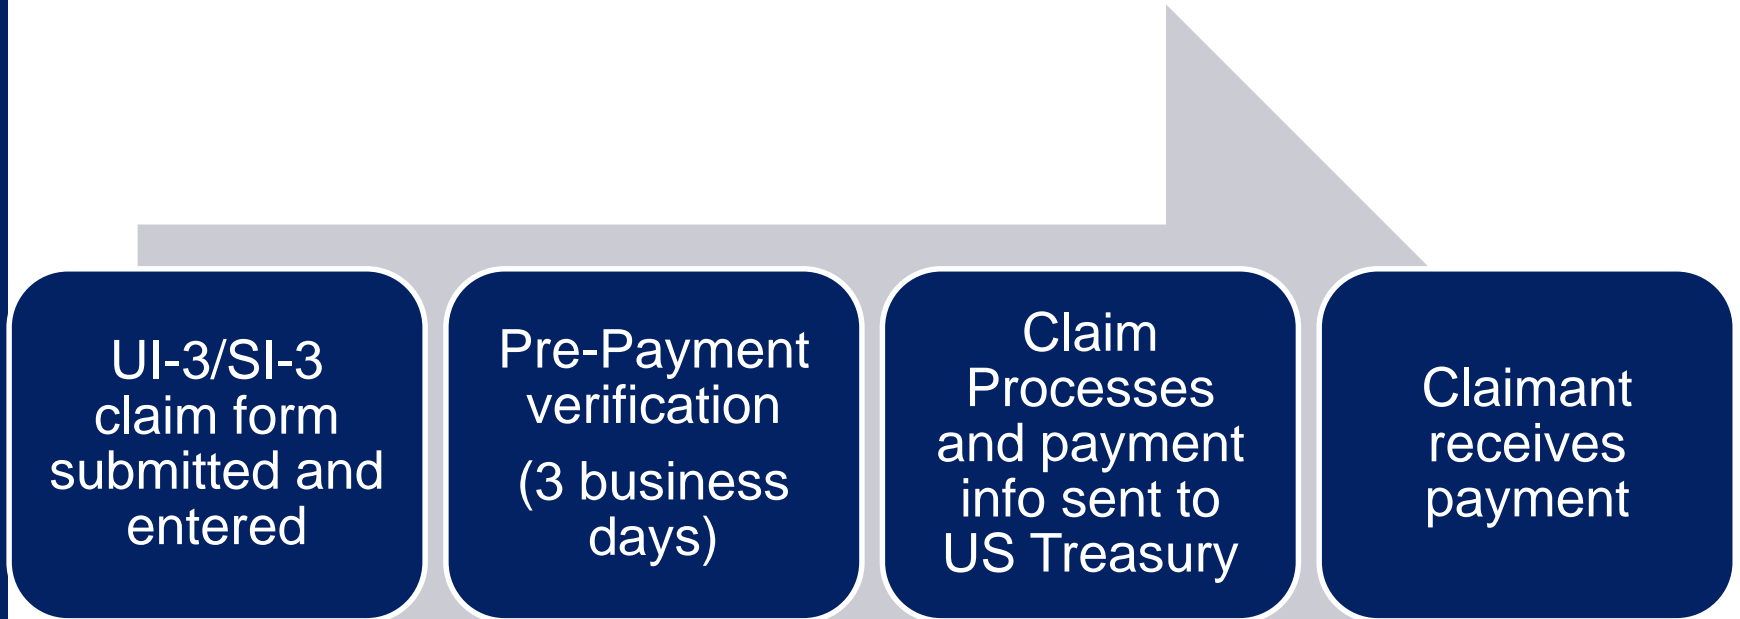 UI-3/SI-3
claim form
submitted and
entered
Pre-Payment
verification
(3 business
days)
Claim
Processes
and payment
info sent to
US Treasury
Claimant
receives
payment